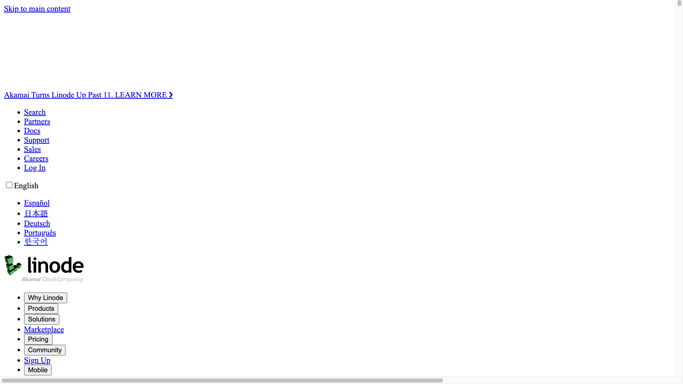 Skip to main content
Akamai Turns Linode Up Past 11. LEARN MORE ❯
Search
Partners
Docs
Support
Sales
Careers
Log In
English
Español
日本語
Deutsch
Português
한국어
linode
Akamai Cloud Computing
Why Linode
Products
Solutions
Marketplace
Pricing
Community
Sign Up
Mobile